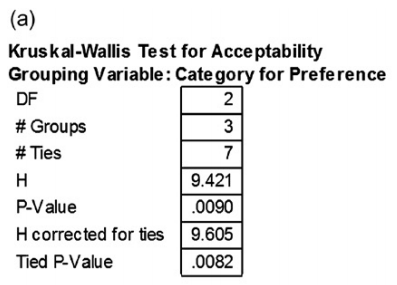 (a)
Kruskal-Wallis Test for Acceptability
Grouping Variable: Category for Preference
DF 2
# Groups 3
# Ties 7
H 9.421
P-Value .0090
H corrected for ties 9.605
Tied P-Value .0082